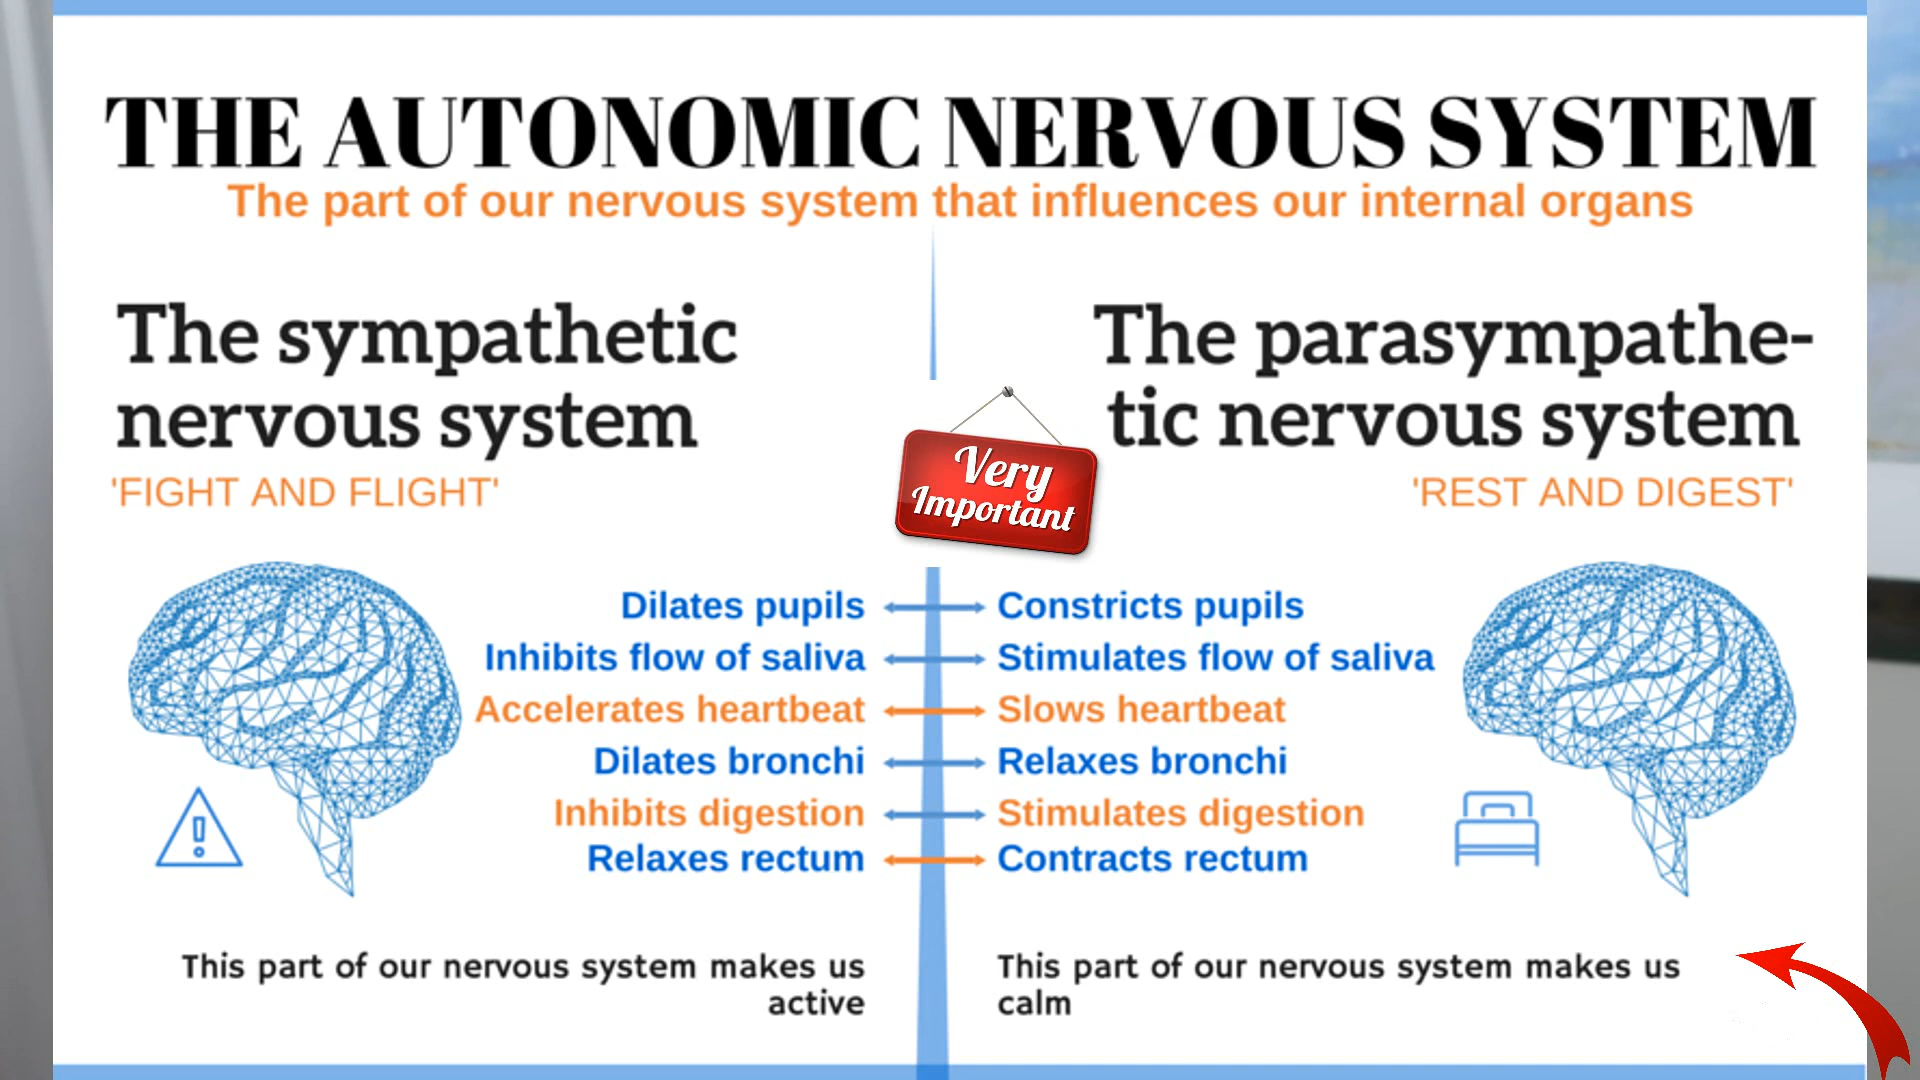 THE AUTONOMIC NERVOUS SYSTEM
The part of our nervous system that influences our internal organs
The sympathetic
nervous system
'FIGHT AND FLIGHT'
The parasympathe-
tic nervous system
'REST AND DIGEST'
Very
Important
Dilates pupils Constricts pupils
Inhibits flow of saliva Stimulates flow of saliva
Accelerates heartbeat Slows heartbeat
Dilates bronchi Relaxes bronchi
Inhibits digestion Stimulates digestion
Relaxes rectum Contracts rectum
This part of our nervous system makes us
active
This part of our nervous system makes us
calm